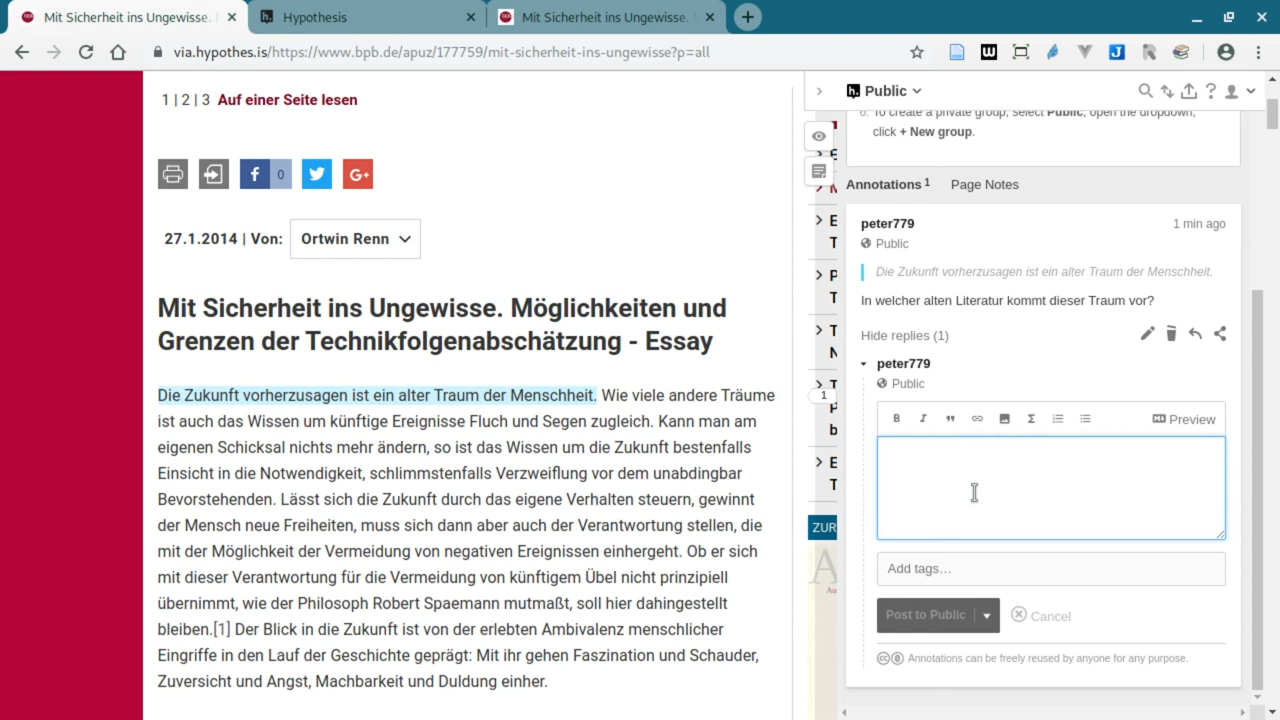 Mit Sicherheit ins Ungewisse.
Hypothesis
Mit Sicherheit ins Ungewisse.
via.hypothes.is/https://www.bpb.de/apuz/177759/mit-sicherheit-ins-ungewisse?p=all
1 | 2 | 3 Auf einer Seite lesen
f 0
G+
27.1.2014 | Von: Ortwin Renn
Mit Sicherheit ins Ungewisse. Möglichkeiten und
Grenzen der Technikfolgenabschätzung - Essay
Die Zukunft vorherzusagen ist ein alter Traum der Menschheit. Wie viele andere Träume
ist auch das Wissen um künftige Ereignisse Fluch und Segen zugleich. Kann man am
eigenen Schicksal nichts mehr ändern, so ist das Wissen um die Zukunft bestenfalls
Einsicht in die Notwendigkeit, schlimmstenfalls Verzweiflung vor dem unabdingbar
Bevorstehenden. Lässt sich die Zukunft durch das eigene Verhalten steuern, gewinnt
der Mensch neue Freiheiten, muss sich dann aber auch der Verantwortung stellen, die
mit der Möglichkeit der Vermeidung von negativen Ereignissen einhergeht. Ob er sich
mit dieser Verantwortung für die Vermeidung von künftigem Übel nicht prinzipiell
übernimmt, wie der Philosoph Robert Spaemann mutmaßt, soll hier dahingestellt
bleiben.[1] Der Blick in die Zukunft ist von der erlebten Ambivalenz menschlicher
Eingriffe in den Lauf der Geschichte geprägt: Mit ihr gehen Faszination und Schauder,
Zuversicht und Angst, Machbarkeit und Duldung einher.
E
T
P
T
T
N
T
1
b
E
T
ZUR
A
h. Public
6. To create a private group, select Public, open the dropdown,
click + New group.
Annotations 1 Page Notes
peter779 1 min ago
Public
Die Zukunft vorherzusagen ist ein alter Traum der Menschheit.
In welcher alten Literatur kommt dieser Traum vor?
Hide replies (1)
peter779
Public
B I ” Σ Preview
Add tags…
Post to Public Cancel
Annotations can be freely reused by anyone for any purpose.